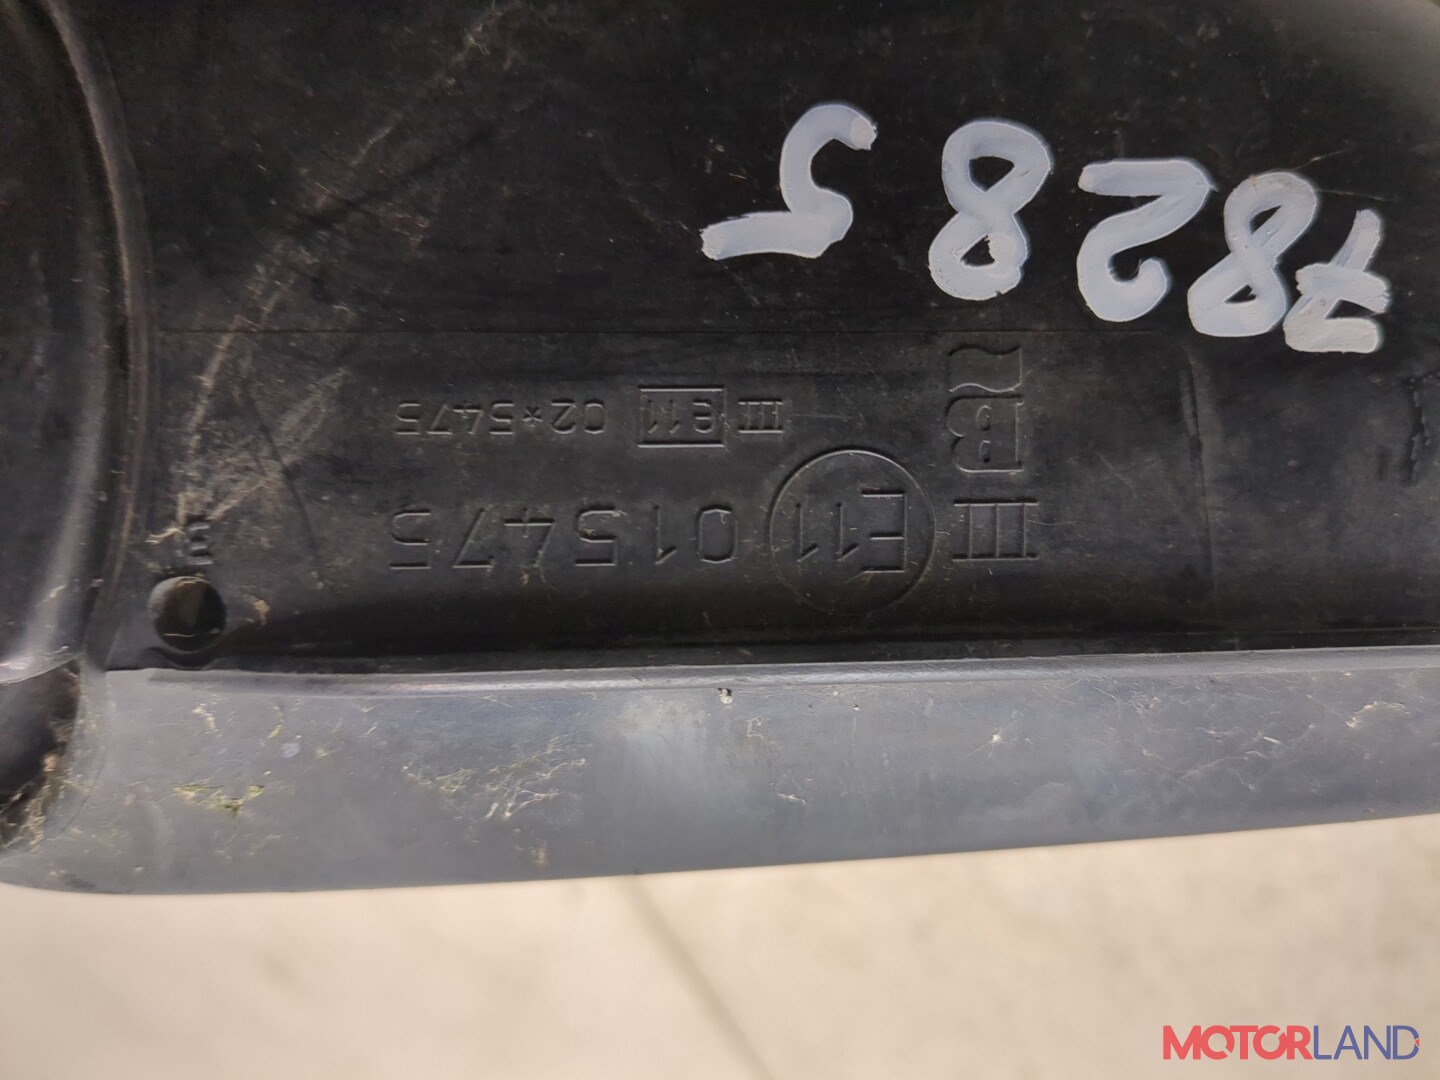 III E11 015475
B
III e11 02*5475
78285
MOTORLAND